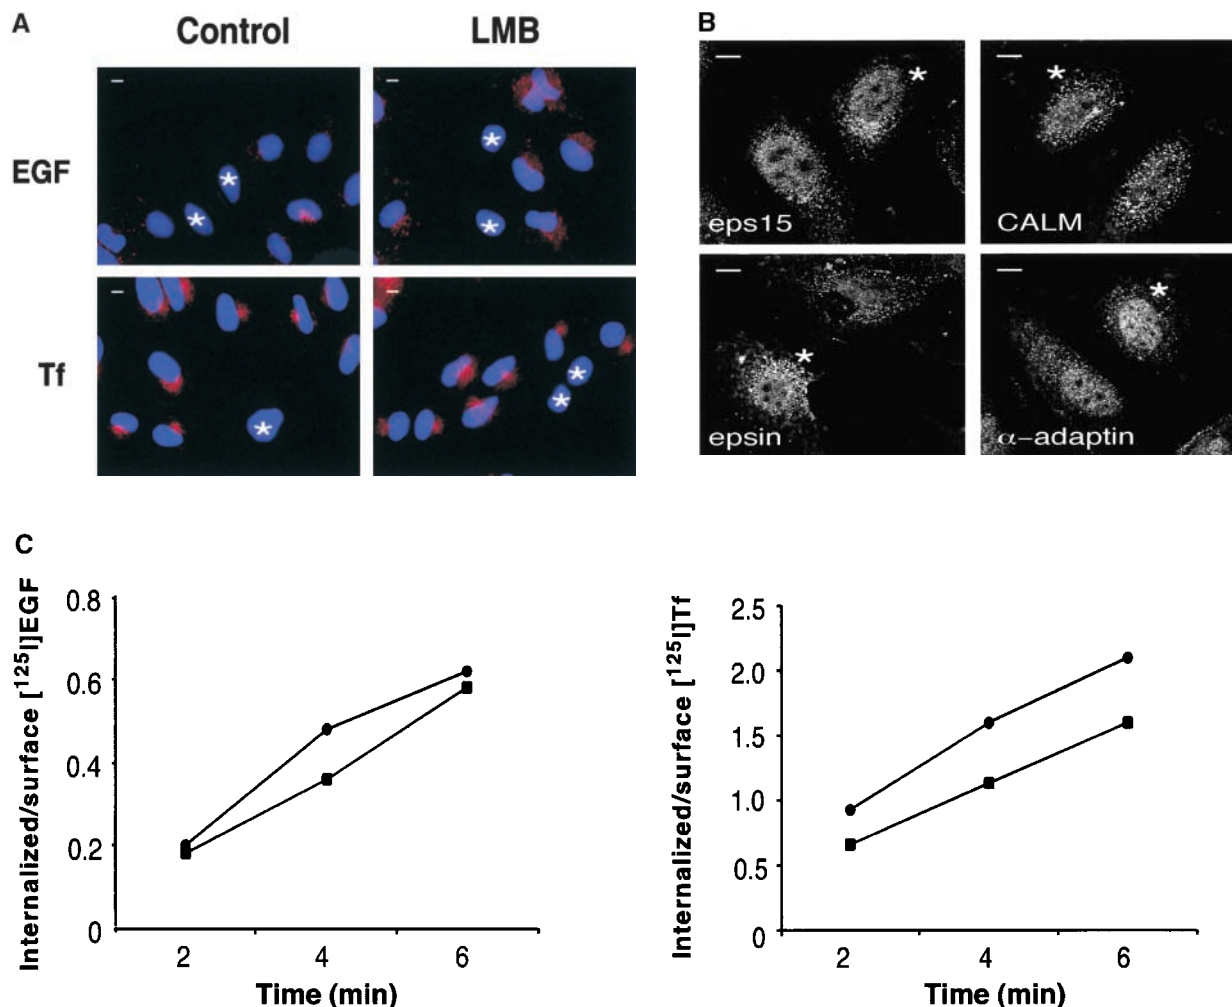 A
Control
LMB
EGF
Tf
*
*
*
*
*
*
*
B
eps15
*
CALM
*
epsin
*
α-adaptin
*
C
Internalized/surface [¹²⁵I]EGF
0.8
0.6
0.4
0.2
0
2 4 6
Time (min)
Internalized/surface [¹²⁵I]Tf
2.5
2.0
1.5
1.0
0.5
0
2 4 6
Time (min)